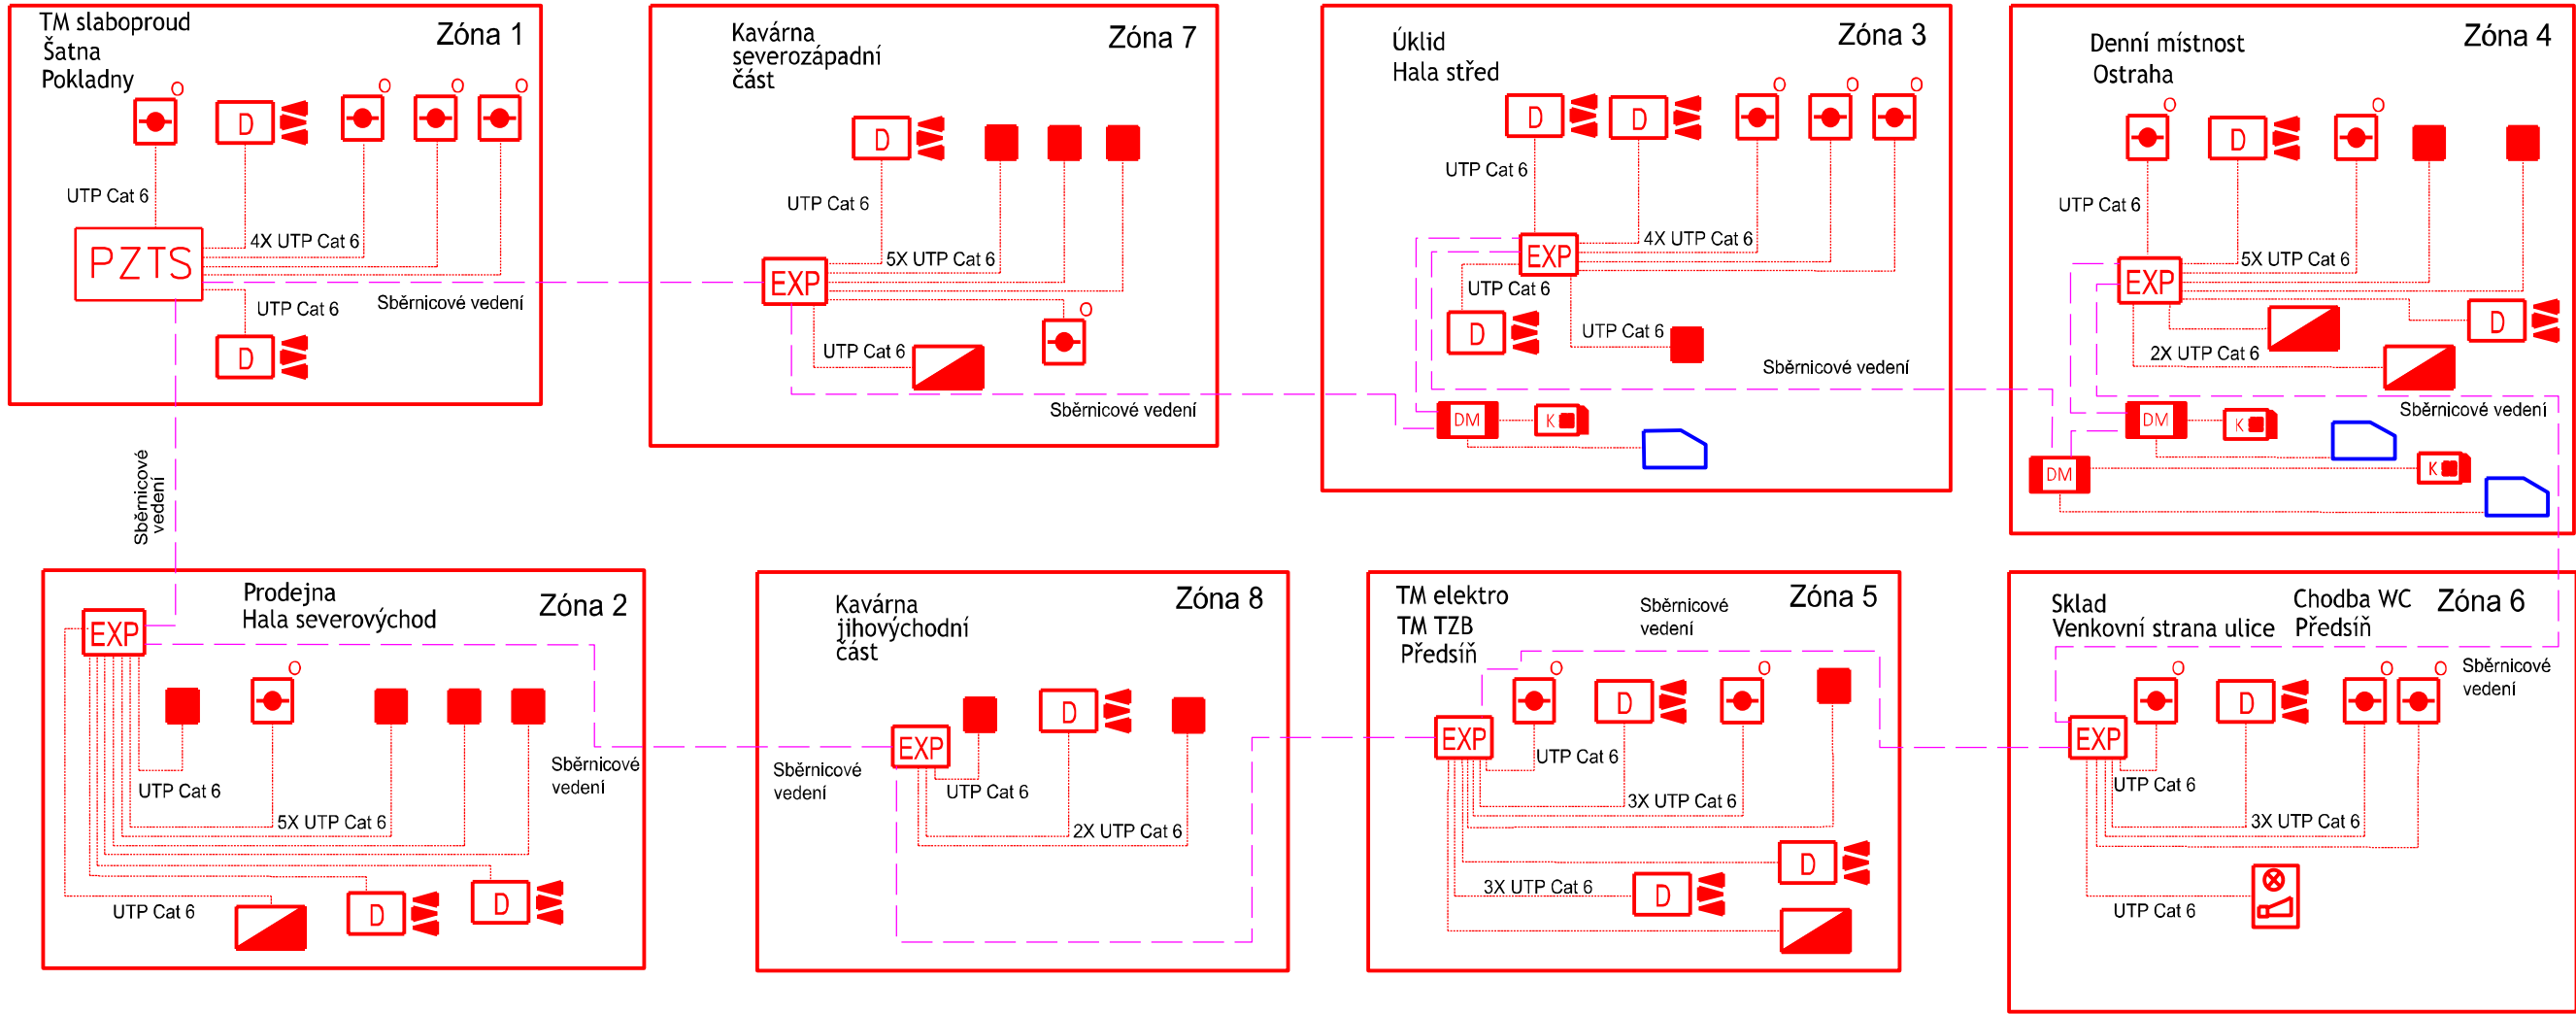 TM slaboproud
Šatna
Pokladny
Zóna 1
O
D
O
O
O
UTP Cat 6
PZTS
4X UTP Cat 6
UTP Cat 6
Sběrnicové vedení
D
Sběrnicové
vedení
Kavárna
severozápadní
část
Zóna 7
D
UTP Cat 6
EXP
5X UTP Cat 6
O
UTP Cat 6
Sběrnicové vedení
Úklid
Hala střed
Zóna 3
D
D
O
O
O
UTP Cat 6
EXP
4X UTP Cat 6
UTP Cat 6
D
UTP Cat 6
Sběrnicové vedení
DM
K
Denní místnost
Ostraha
Zóna 4
O
D
O
UTP Cat 6
EXP
5X UTP Cat 6
D
2X UTP Cat 6
Sběrnicové vedení
DM
K
DM
K
Prodejna
Hala severovýchod
Zóna 2
EXP
O
UTP Cat 6
5X UTP Cat 6
Sběrnicové
vedení
UTP Cat 6
D
D
Kavárna
jihovýchodní
část
Zóna 8
EXP
D
Sběrnicové
vedení
UTP Cat 6
2X UTP Cat 6
TM elektro
TM TZB
Předsíň
Sběrnicové
vedení
Zóna 5
EXP
O
D
O
UTP Cat 6
3X UTP Cat 6
D
3X UTP Cat 6
D
Sklad
Venkovní strana ulice
Chodba WC
Předsíň
Zóna 6
Sběrnicové
vedení
EXP
O
D
O
O
UTP Cat 6
3X UTP Cat 6
UTP Cat 6